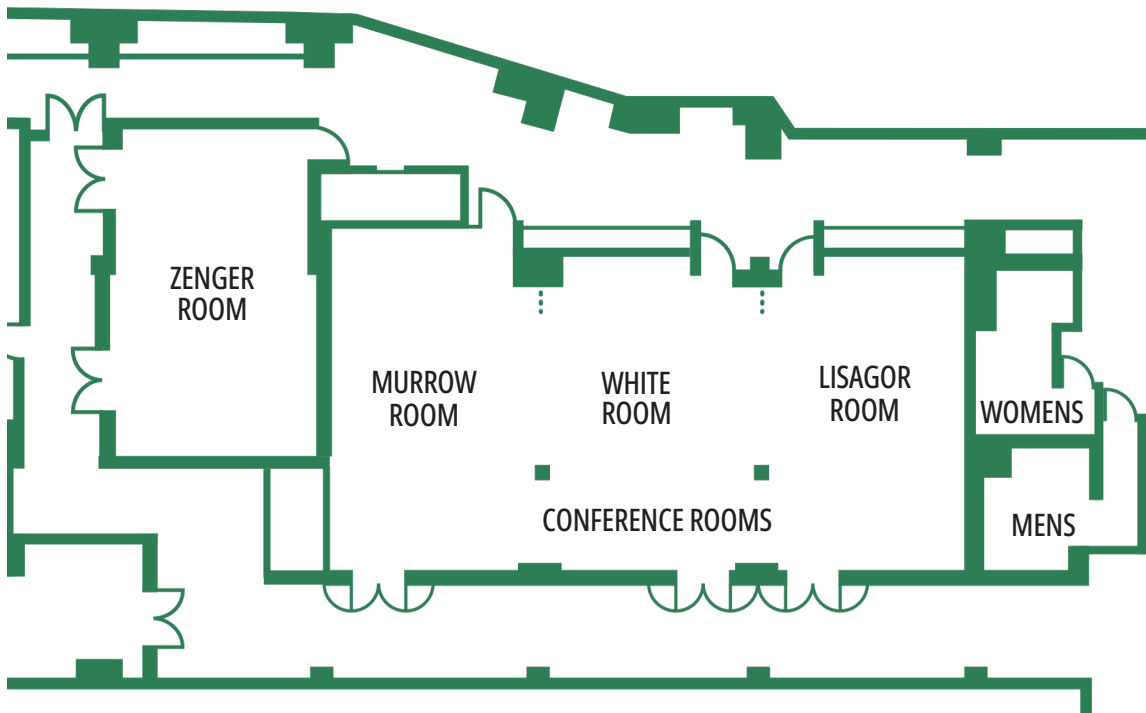 ZENGER
ROOM
MURROW
ROOM
WHITE
ROOM
LISAGOR
ROOM
WOMENS
CONFERENCE ROOMS
MENS